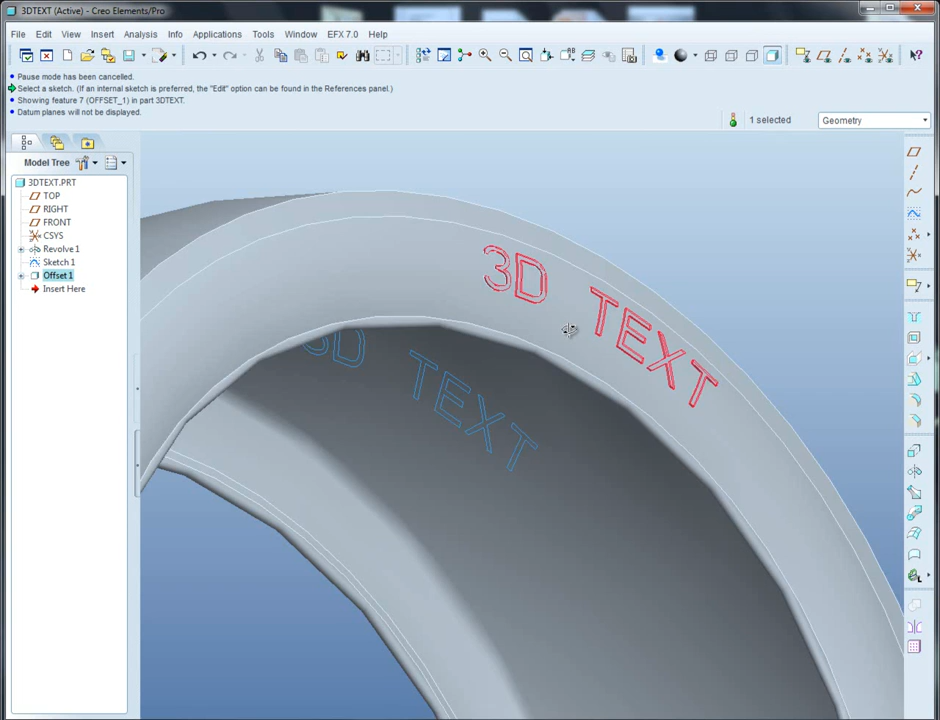 3DTEXT (Active) - Creo Elements/Pro
File Edit View Insert Analysis Info Applications Tools Window EFX 7.0 Help
Pause mode has been cancelled.
Select a sketch. (If an internal sketch is preferred, the "Edit" option can be found in the References panel.)
Showing feature 7 (OFFSET_1) in part 3DTEXT.
Datum planes will not be displayed.
1 selected
Geometry
Model Tree
3DTEXT.PRT
TOP
RIGHT
FRONT
CSYS
Revolve 1
Sketch 1
Offset 1
Insert Here
3D TEXT
3D TEXT